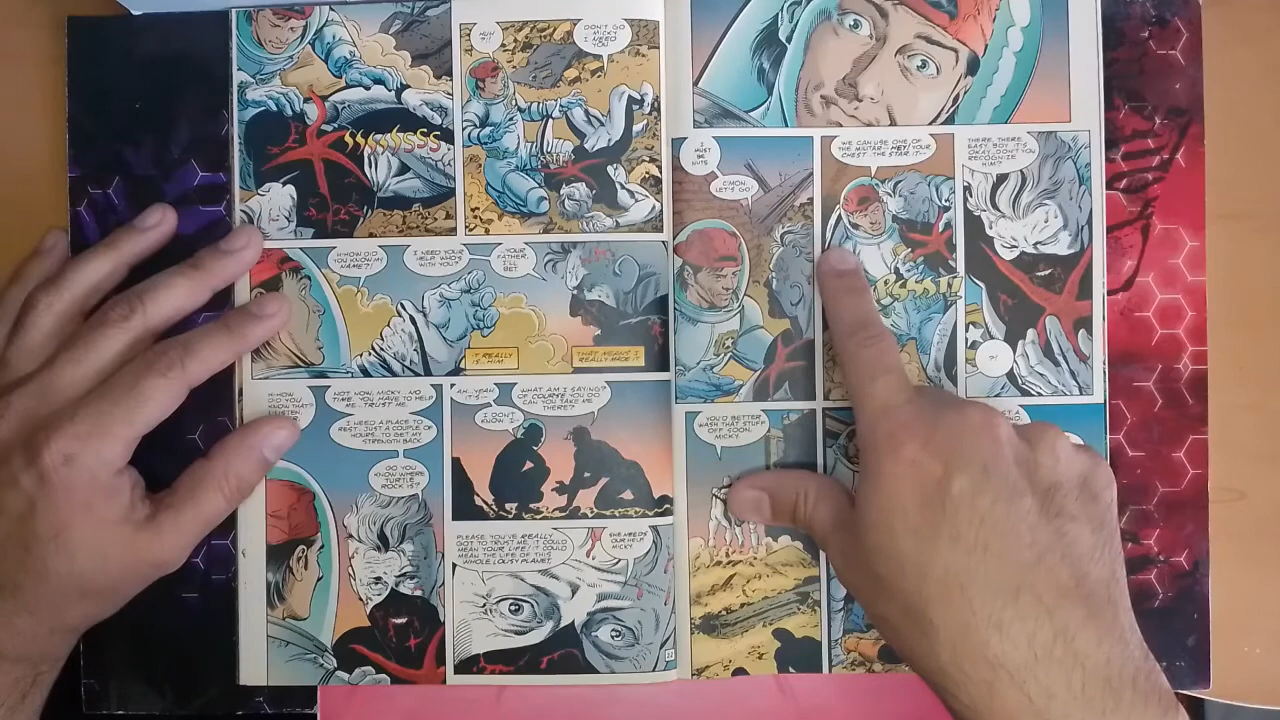 SSSSSSSS
HUH
?!!
DON'T GO
MICKY
I NEED
YOU.
SSTT
H-HOW DID
YOU KNOW MY
NAME?!
I NEED YOUR
HELP. WHO'S
WITH YOU?
YOUR
FATHER,
I'LL
BET.
IT REALLY
IS... HIM.
THAT MEANS I
REALLY MADE IT.
H-HOW
DID YOU
KNOW THAT?
LISTEN,
NOT NOW, MICKY... NO
TIME. YOU HAVE TO HELP
ME... TRUST ME.
I NEED A PLACE TO
REST... JUST A COUPLE OF
HOURS... TO GET MY
STRENGTH BACK.
DO YOU
KNOW WHERE
TURTLE
ROCK IS?
AH... YEAH.
IT'S--
I DON'T
KNOW I--
WHAT AM I SAYING?
OF COURSE YOU DO.
CAN YOU TAKE ME
THERE?
PLEASE, YOU'VE REALLY
GOT TO TRUST ME. IT COULD
MEAN YOUR LIFE! IT COULD
MEAN THE LIFE OF THIS
WHOLE LOUSY PLANET.
SHE NEEDS
OUR HELP
MICKY.
22
I
MUST
BE
NUTS.
C'MON.
LET'S GO!
WE CAN USE ONE OF
THE MILITAR--HEY! YOUR
CHEST...THE STAR, IT--
PSSST!!
THERE, THERE
EASY, BOY. IT'S
OKAY. DON'T YOU
RECOGNIZE
HIM?
?!
YOU'D BETTER
WASH THAT STUFF
OFF SOON,
MICKY.